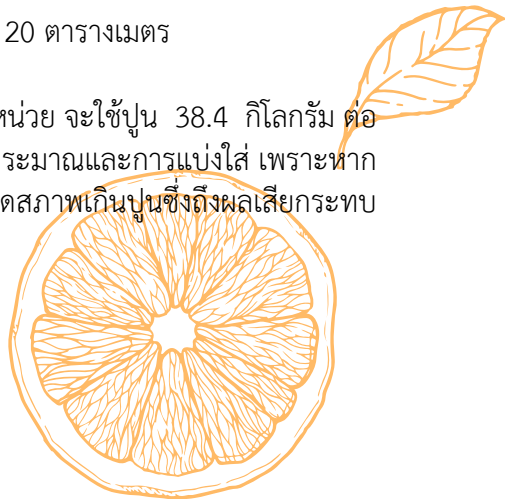 20 ตารางเมตร
หน่วย จะใช้ปูน 38.4 กิโลกรัม ต่อ
ระมาณและการแบ่งใส่ เพราะหาก
ดสภาพเกินปูนซึ่งถึงผลเสียกระทบ